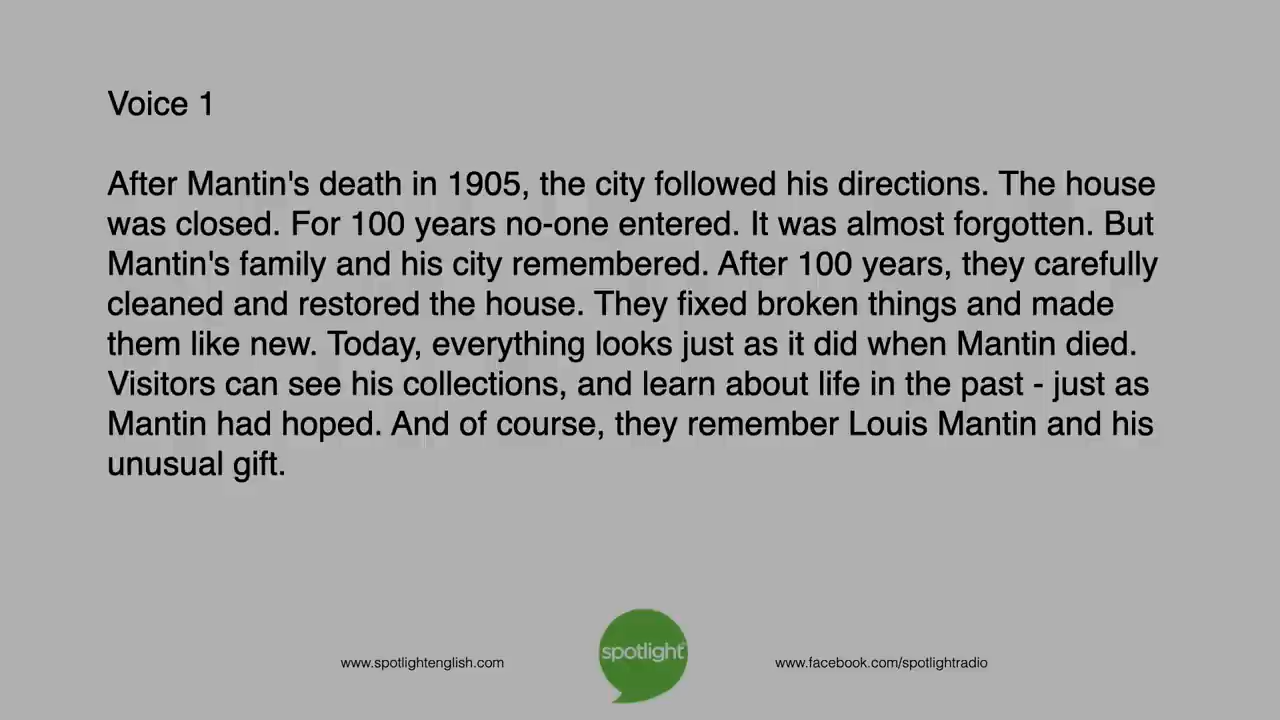 Voice 1
After Mantin's death in 1905, the city followed his directions. The house
was closed. For 100 years no-one entered. It was almost forgotten. But
Mantin's family and his city remembered. After 100 years, they carefully
cleaned and restored the house. They fixed broken things and made
them like new. Today, everything looks just as it did when Mantin died.
Visitors can see his collections, and learn about life in the past - just as
Mantin had hoped. And of course, they remember Louis Mantin and his
unusual gift.
www.spotlightenglish.com
spotlight
www.facebook.com/spotlightradio